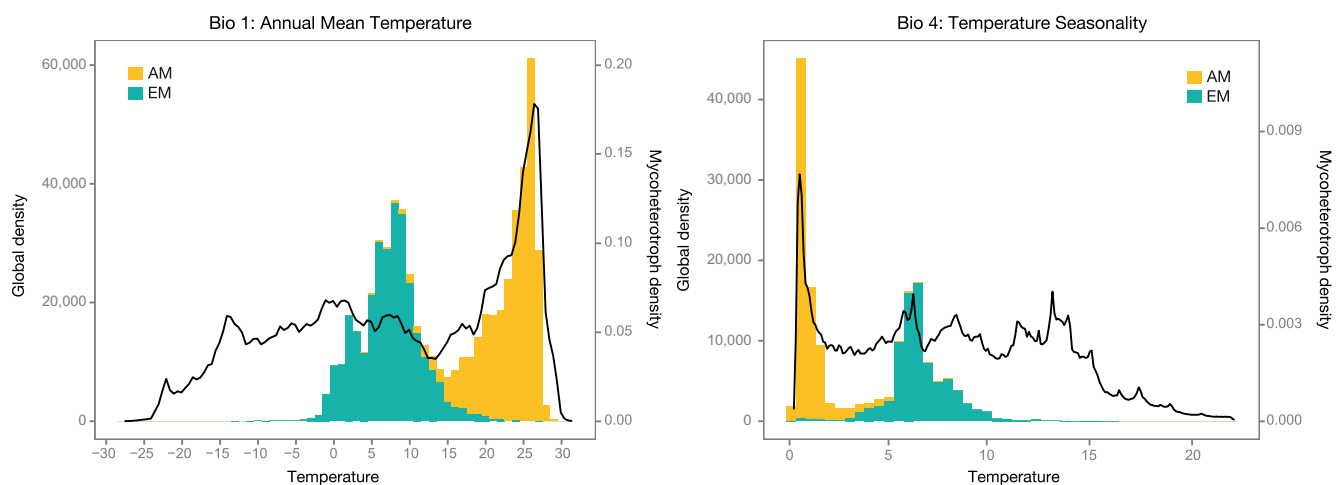 Bio 1: Annual Mean Temperature
60,000
40,000
20,000
0
Global density
AM
EM
0.20
0.15
0.10
0.05
0.00
Mycoheterotroph density
−30 −25 −20 −15 −10 −5 0 5 10 15 20 25 30
Temperature
Bio 4: Temperature Seasonality
40,000
30,000
20,000
10,000
0
Global density
AM
EM
0.009
0.006
0.003
0.000
Mycoheterotroph density
0 5 10 15 20
Temperature